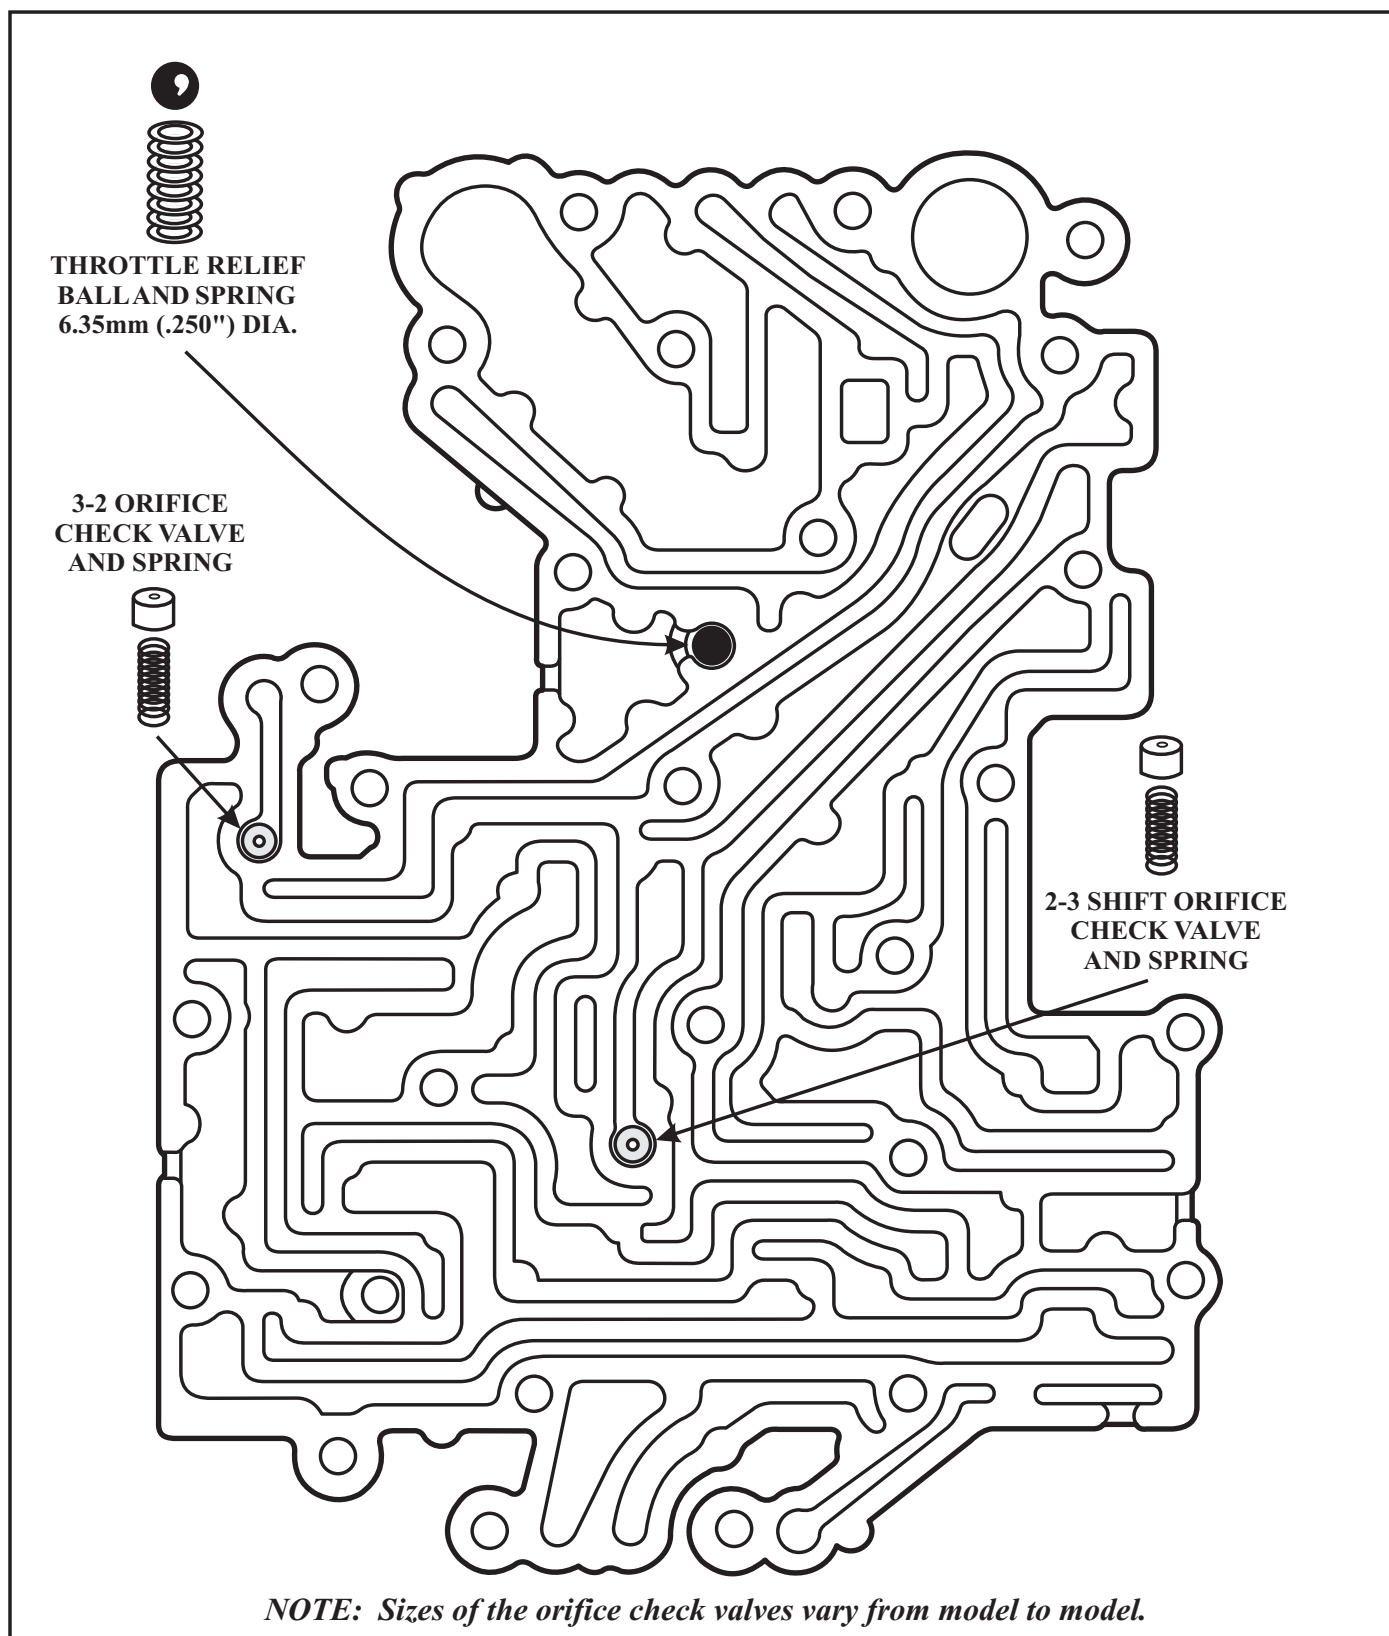 THROTTLE RELIEF
BALL AND SPRING
6.35mm (.250") DIA.
3-2 ORIFICE
CHECK VALVE
AND SPRING
2-3 SHIFT ORIFICE
CHECK VALVE
AND SPRING
NOTE: Sizes of the orifice check valves vary from model to model.